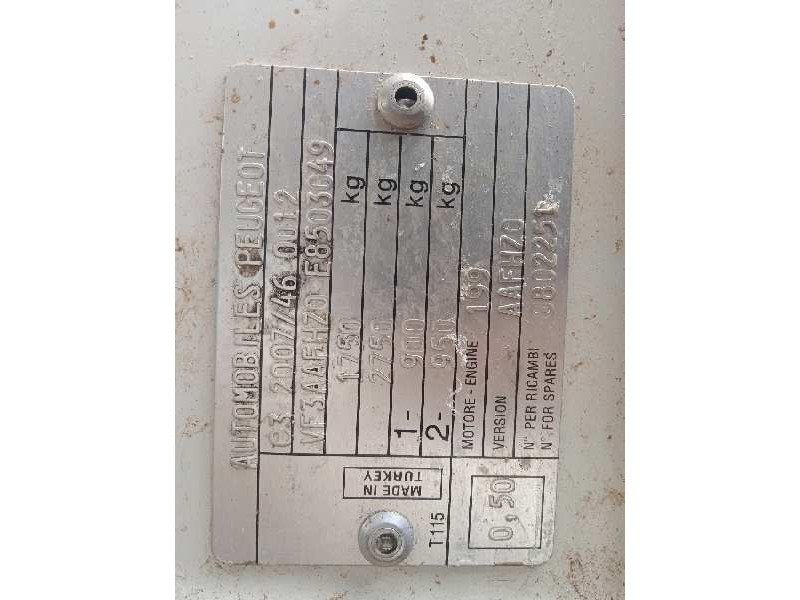 AUTOMOBILES PEUGEOT
e3 2007/46 0012
VF3AAFHZ0 E8503049
1750 kg
2750 kg
1- 900 kg
2- 950 kg
MOTORE - ENGINE 199
VERSION AAFHZ0
N° PER RICAMBI
N° FOR SPARES
MADE IN
TURKEY
T115
0,50